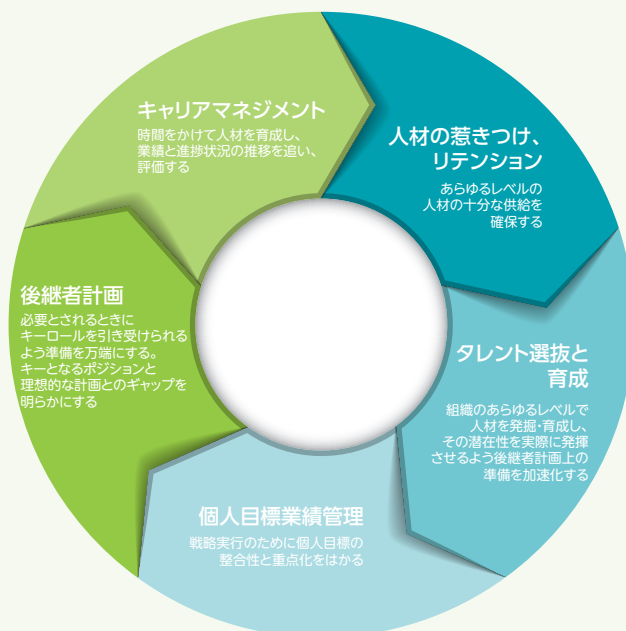 キャリアマネジメント
時間をかけて人材を育成し、
業績と進捗状況の推移を追い、
評価する
人材の惹きつけ、
リテンション
あらゆるレベルの
人材の十分な供給を
確保する
タレント選抜と
育成
組織のあらゆるレベルで
人材を発掘・育成し、
その潜在性を実際に発揮
させるよう後継者計画上の
準備を加速化する
個人目標業績管理
戦略実行のために個人目標の
整合性と重点化をはかる
後継者計画
必要とされるときに
キーロールを引き受けられる
よう準備を万端にする。
キーとなるポジションと
理想的な計画とのギャップを
明らかにする